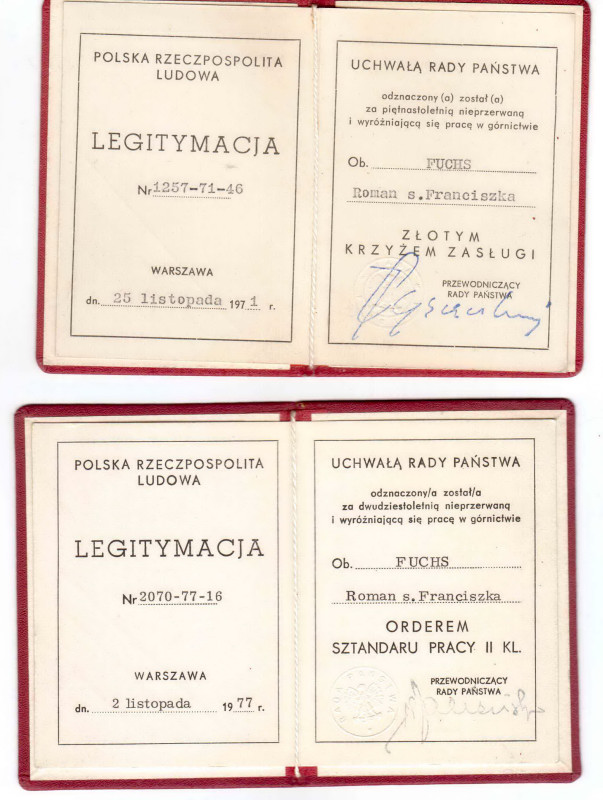 POLSKA RZECZPOSPOLITA
LUDOWA
LEGITYMACJA
Nr 1257-71-46
WARSZAWA
dn. 25 listopada 1971 r.
UCHWAŁĄ RADY PAŃSTWA
odznaczony (a) został (a)
za piętnastoletnią nieprzerwaną
i wyróżniającą się pracę w górnictwie
Ob. FUCHS
Roman s.Franciszka
ZŁOTYM
KRZYŻEM ZASŁUGI
PRZEWODNICZĄCY
RADY PAŃSTWA
POLSKA RZECZPOSPOLITA
LUDOWA
LEGITYMACJA
Nr 2070-77-16
WARSZAWA
dn. 2 listopada 1977 r.
UCHWAŁĄ RADY PAŃSTWA
odznaczony/a został/a
za dwudziestoletnią nieprzerwaną
i wyróżniającą się pracę w górnictwie
Ob. FUCHS
Roman s.Franciszka
ORDEREM
SZTANDARU PRACY II KL.
PRZEWODNICZĄCY
RADY PAŃSTWA
RADA PAŃSTWA